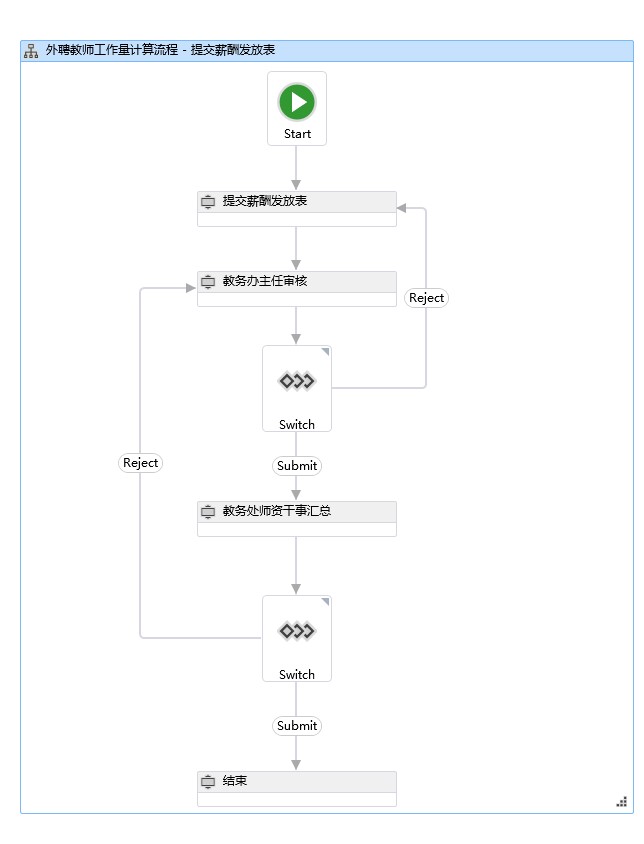 外聘教师工作量计算流程 - 提交薪酬发放表
Start
提交薪酬发放表
教务办主任审核
Reject
Switch
Reject
Submit
教务处师资干事汇总
Switch
Submit
结束